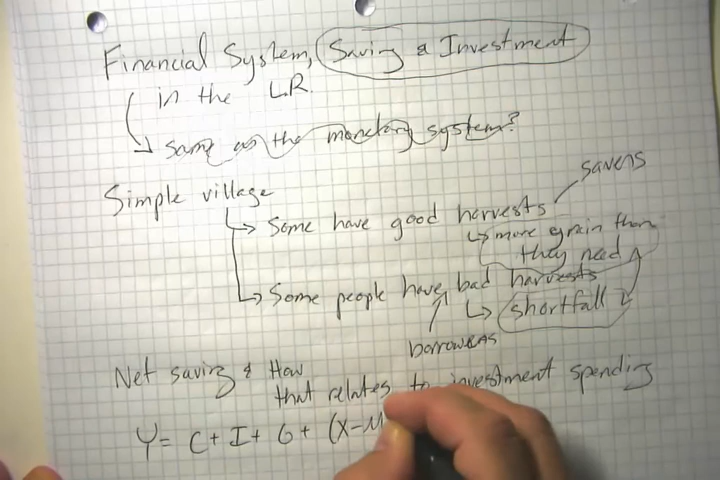 Financial System, Saving & Investment
in the L.R.
Same as the monetary system?
Simple village
savers
Some have good harvests
more grain than
they need
Some people have bad harvests
shortfall
borrowers
Net saving & How
that relates to investment spending
Y = C + I + G + (X-M